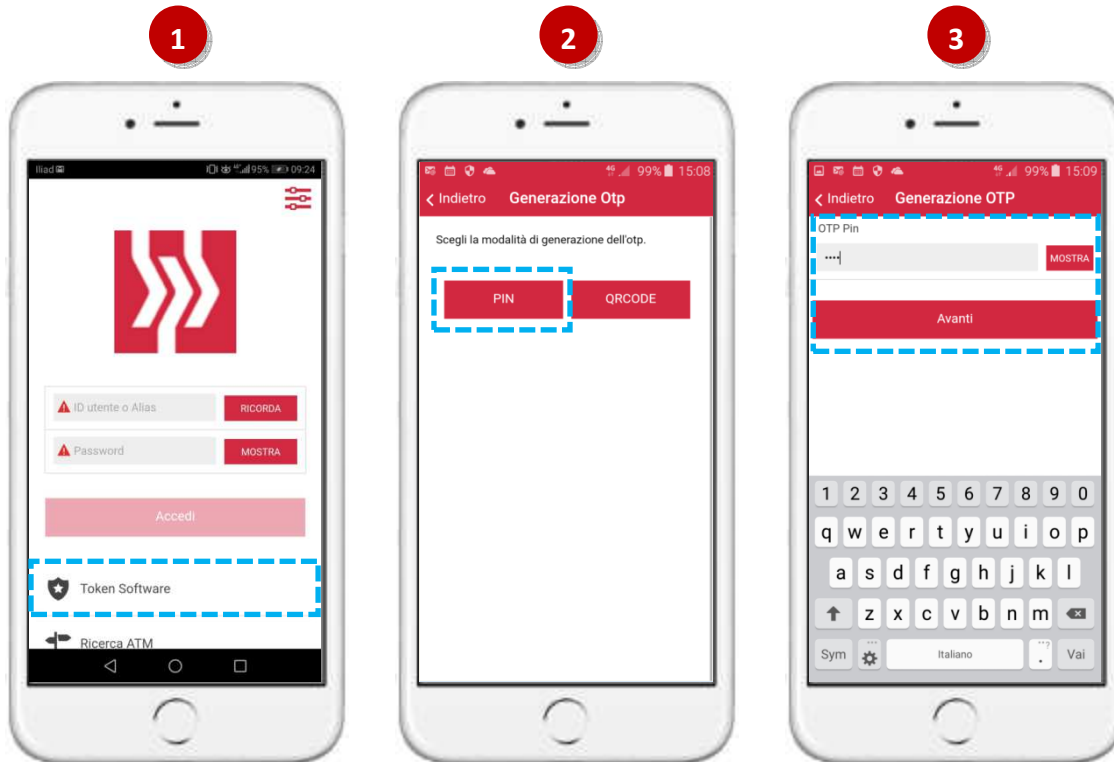 1
2
3
Iliad 95% 09:24
ID utente o Alias RICORDA
Password MOSTRA
Accedi
Token Software
Ricerca ATM
4G 99% 15:08
Indietro Generazione Otp
Scegli la modalità di generazione dell'otp.
PIN QRCODE
4G 99% 15:09
Indietro Generazione OTP
OTP Pin
•••• MOSTRA
Avanti
1 2 3 4 5 6 7 8 9 0
q w e r t y u i o p
a s d f g h j k l
z x c v b n m
Sym Italiano . Vai